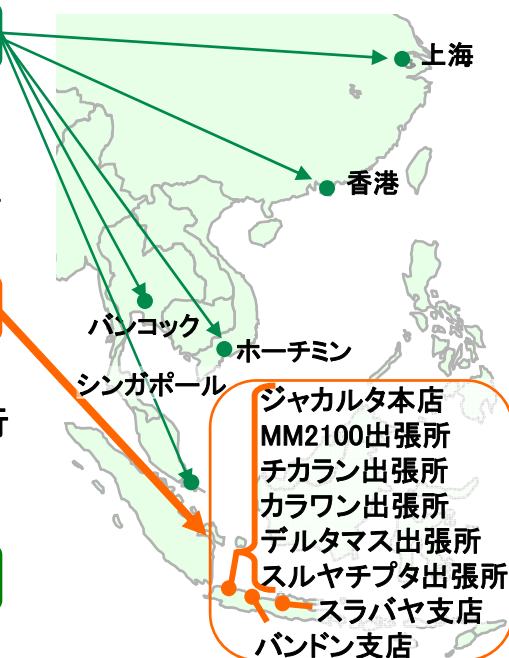 上海
香港
バンコック
ホーチミン
シンガポール
ジャカルタ本店
MM2100出張所
チカラン出張所
カラワン出張所
デルタマス出張所
スルヤチプタ出張所
スラバヤ支店
バンドン支店
行